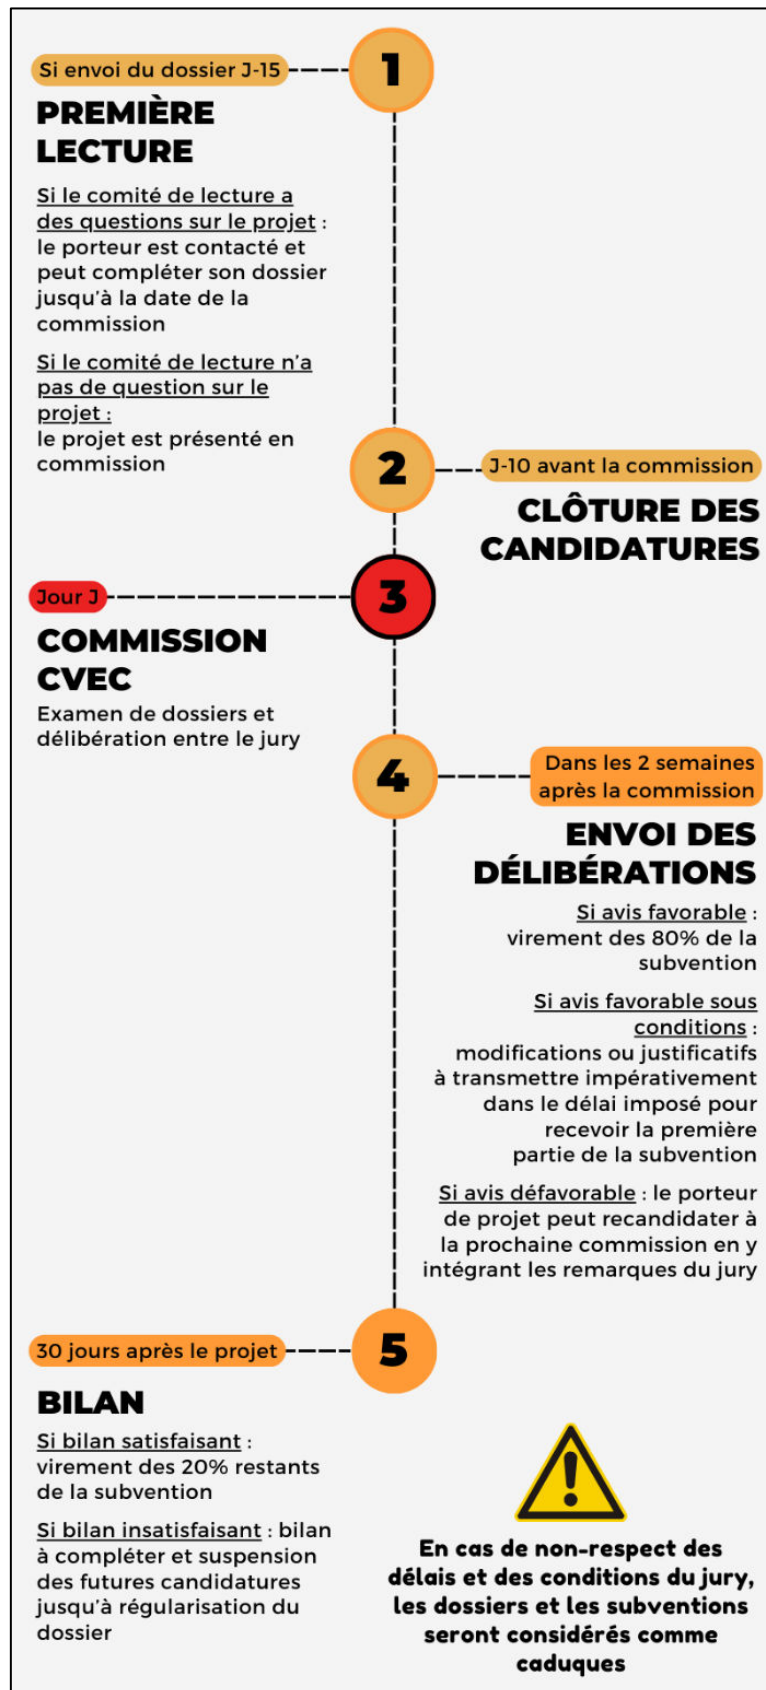 Si envoi du dossier J-15
1
PREMIÈRE
LECTURE
Si le comité de lecture a
des questions sur le projet :
le porteur est contacté et
peut compléter son dossier
jusqu'à la date de la
commission
Si le comité de lecture n'a
pas de question sur le
projet :
le projet est présenté en
commission
2
J-10 avant la commission
CLÔTURE DES
CANDIDATURES
Jour J
3
COMMISSION
CVEC
Examen de dossiers et
délibération entre le jury
4
Dans les 2 semaines
après la commission
ENVOI DES
DÉLIBÉRATIONS
Si avis favorable :
virement des 80% de la
subvention
Si avis favorable sous
conditions :
modifications ou justificatifs
à transmettre impérativement
dans le délai imposé pour
recevoir la première
partie de la subvention
Si avis défavorable : le porteur
de projet peut recandidater à
la prochaine commission en y
intégrant les remarques du jury
30 jours après le projet
5
BILAN
Si bilan satisfaisant :
virement des 20% restants
de la subvention
Si bilan insatisfaisant : bilan
à compléter et suspension
des futures candidatures
jusqu'à régularisation du
dossier
En cas de non-respect des
délais et des conditions du jury,
les dossiers et les subventions
seront considérés comme
caduques